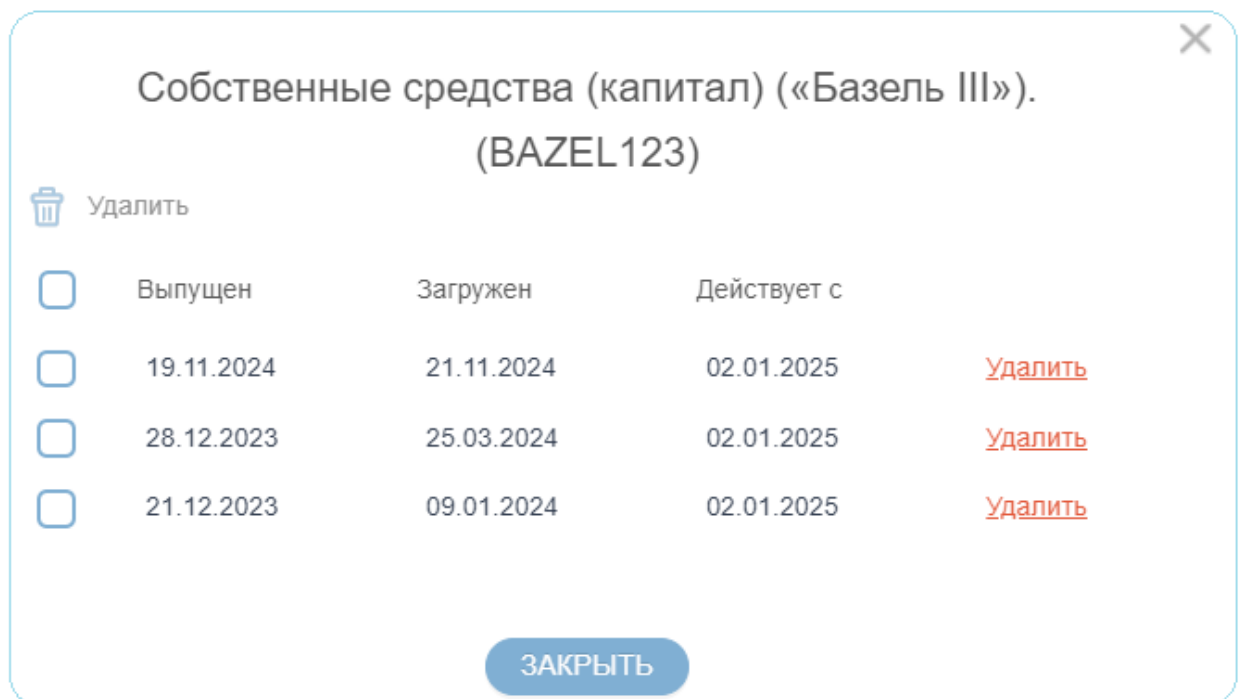 Собственные средства (капитал) («Базель III»).
(BAZEL123)
Удалить
Выпущен Загружен Действует с
19.11.2024 21.11.2024 02.01.2025 Удалить
28.12.2023 25.03.2024 02.01.2025 Удалить
21.12.2023 09.01.2024 02.01.2025 Удалить
ЗАКРЫТЬ